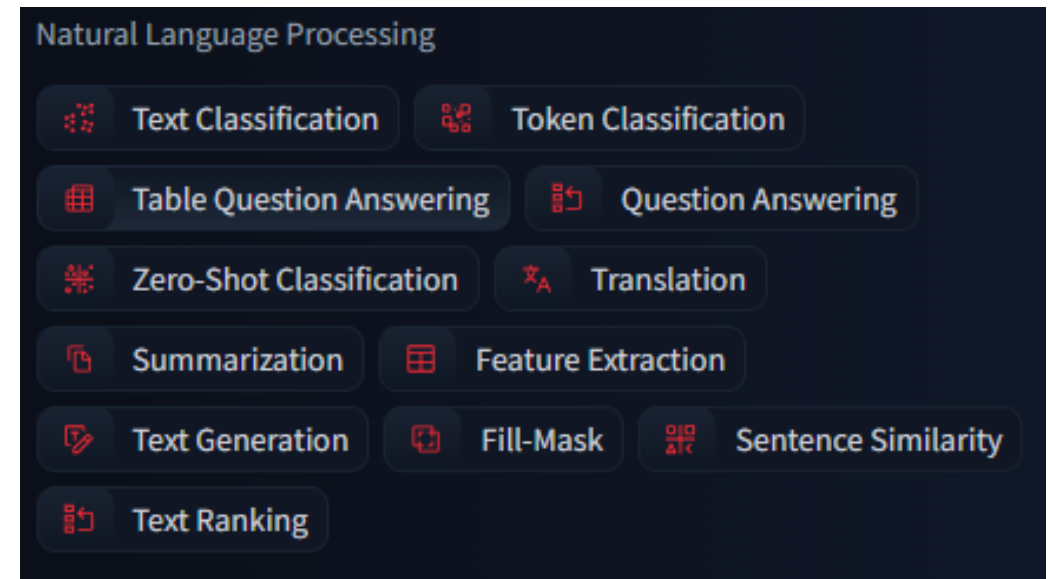 Natural Language Processing
Text Classification Token Classification
Table Question Answering Question Answering
Zero-Shot Classification Translation
Summarization Feature Extraction
Text Generation Fill-Mask Sentence Similarity
Text Ranking